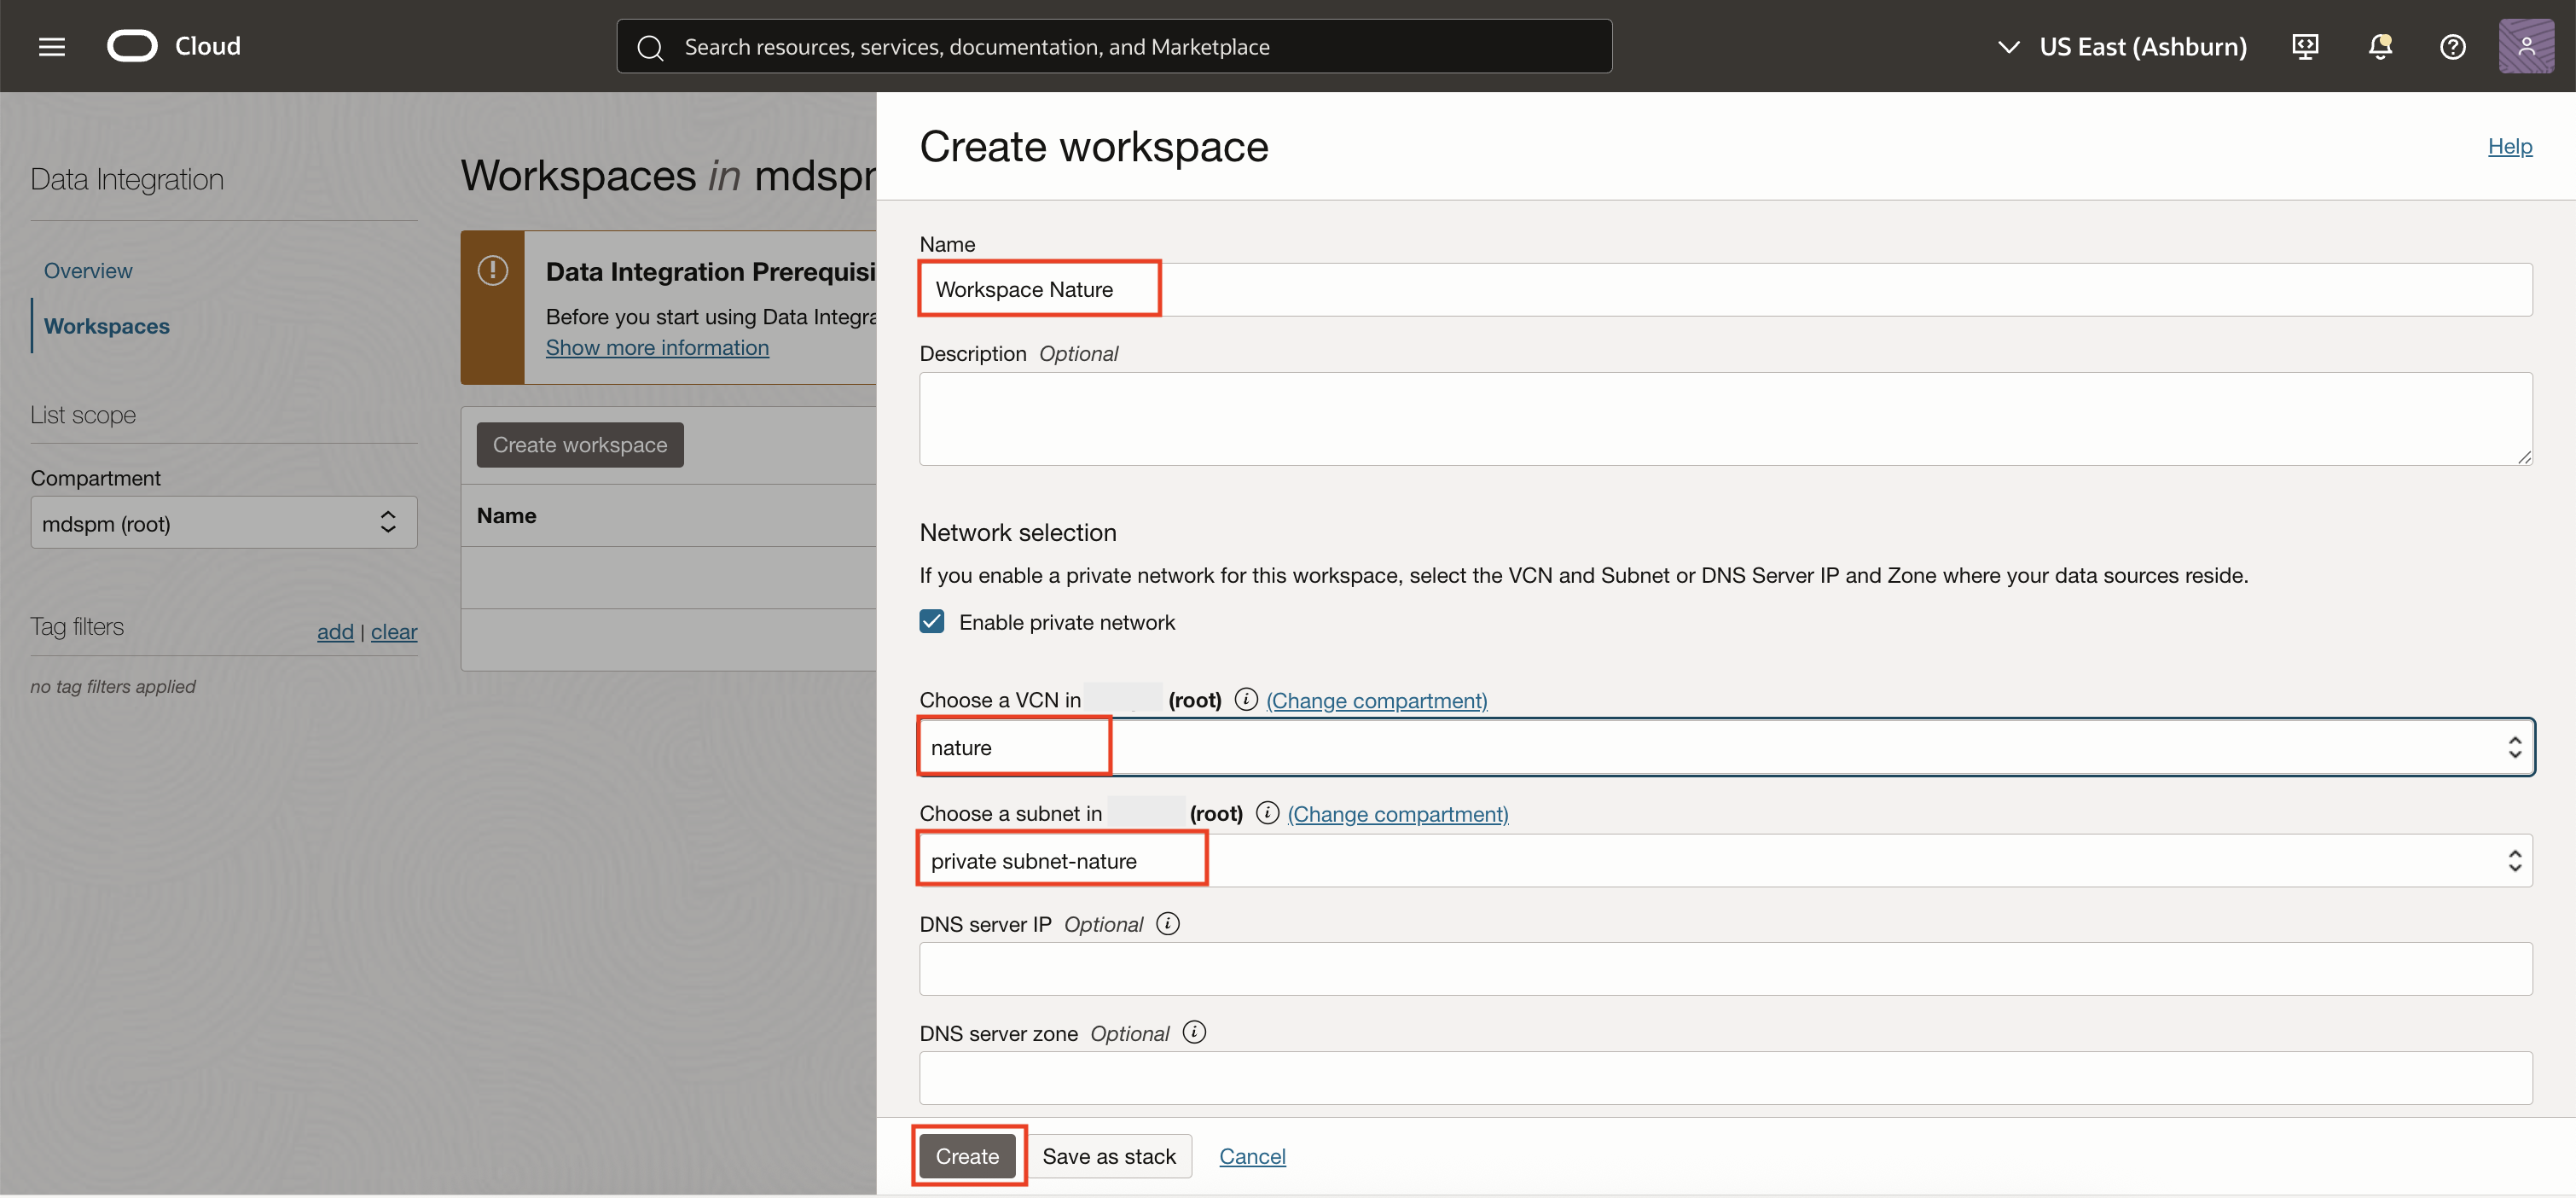 Cloud
Search resources, services, documentation, and Marketplace
US East (Ashburn)
Data Integration
Overview
Workspaces
List scope
Compartment
mdspm (root)
Tag filters
add | clear
no tag filters applied
Workspaces in mdspm
Data Integration Prerequisi
Before you start using Data Integra
Show more information
Create workspace
Name
Create workspace
Help
Name
Workspace Nature
Description Optional
Network selection
If you enable a private network for this workspace, select the VCN and Subnet or DNS Server IP and Zone where your data sources reside.
Enable private network
Choose a VCN in (root) (Change compartment)
nature
Choose a subnet in (root) (Change compartment)
private subnet-nature
DNS server IP Optional
DNS server zone Optional
Create
Save as stack
Cancel